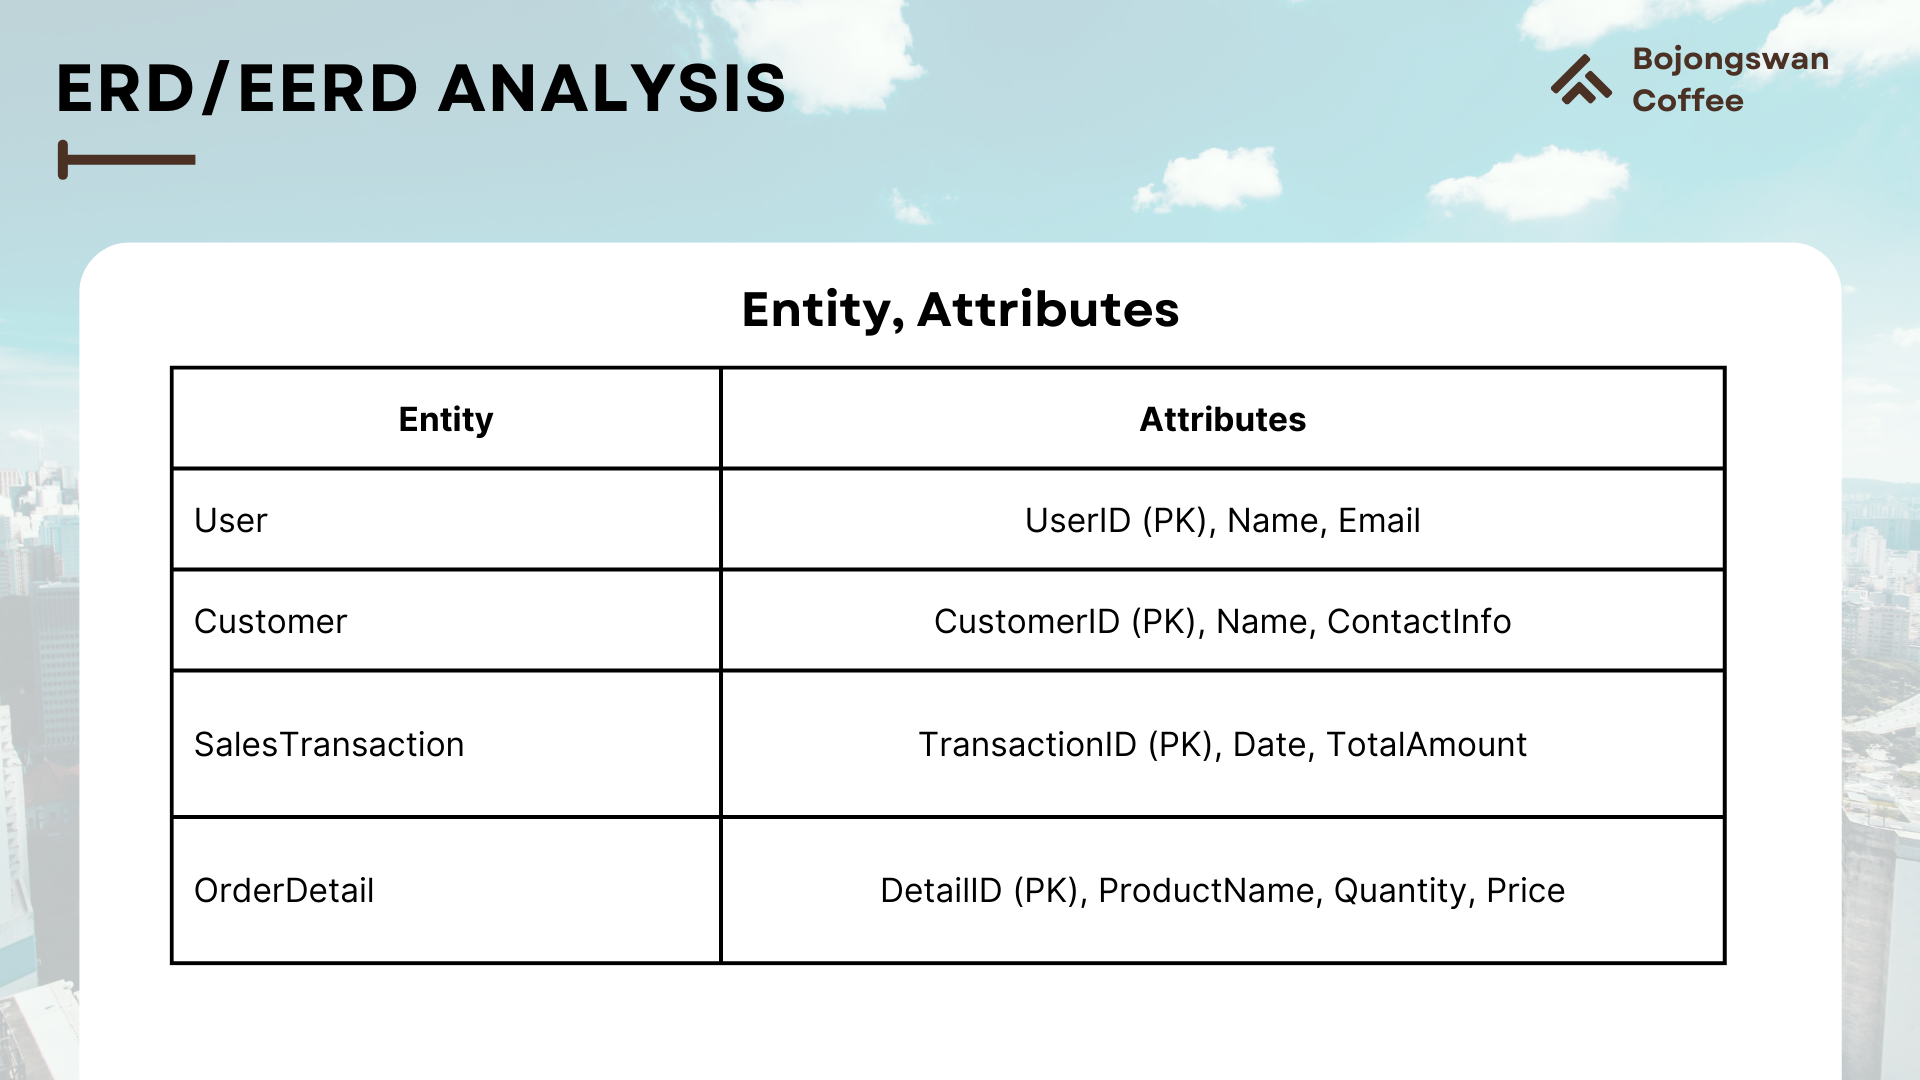 ERD/EERD ANALYSIS
Bojongswan
Coffee
Entity, Attributes
Entity
Attributes
User
UserID (PK), Name, Email
Customer
CustomerID (PK), Name, ContactInfo
SalesTransaction
TransactionID (PK), Date, TotalAmount
OrderDetail
DetailID (PK), ProductName, Quantity, Price